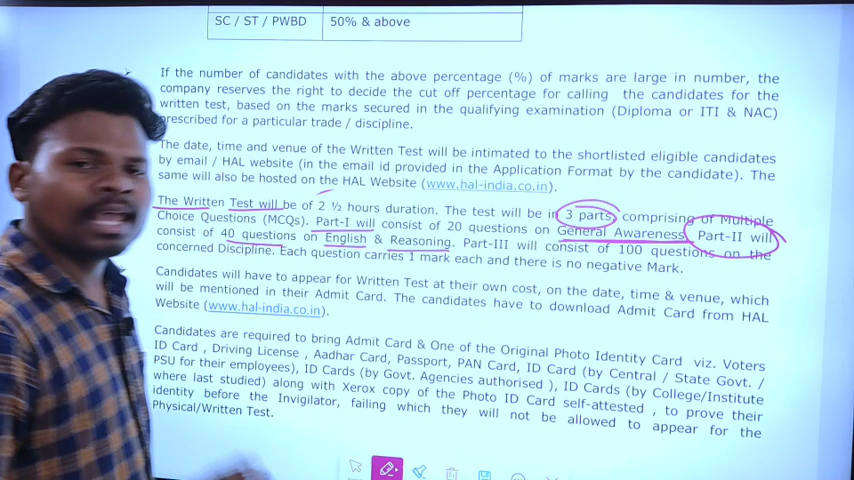 SC / ST / PWBD 50% & above
If the number of candidates with the above percentage (%) of marks are large in number, the
company reserves the right to decide the cut off percentage for calling the candidates for the
written test, based on the marks secured in the qualifying examination (Diploma or ITI & NAC)
prescribed for a particular trade / discipline.
The date, time and venue of the Written Test will be intimated to the shortlisted eligible candidates
by email / HAL website (in the email id provided in the Application Format by the candidate). The
same will also be hosted on the HAL Website (www.hal-india.co.in).
The Written Test will be of 2 ½ hours duration. The test will be in 3 parts, comprising of Multiple
Choice Questions (MCQs). Part-I will consist of 20 questions on General Awareness, Part-II will
consist of 40 questions on English & Reasoning. Part-III will consist of 100 questions on the
concerned Discipline. Each question carries 1 mark each and there is no negative Mark.
Candidates will have to appear for Written Test at their own cost, on the date, time & venue, which
will be mentioned in their Admit Card. The candidates have to download Admit Card from HAL
Website (www.hal-india.co.in).
Candidates are required to bring Admit Card & One of the Original Photo Identity Card viz. Voters
ID Card , Driving License , Aadhar Card, Passport, PAN Card, ID Card (by Central / State Govt. /
PSU for their employees), ID Cards (by Govt. Agencies authorised ), ID Cards (by College/Institute
where last studied) along with Xerox copy of the Photo ID Card self-attested , to prove their
identity before the Invigilator, failing which they will not be allowed to appear for the
Physical/Written Test.